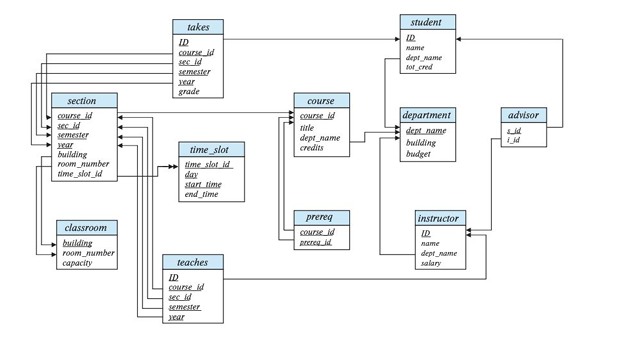 takes
ID
course_id
sec_id
semester
year
grade
student
ID
name
dept_name
tot_cred
section
course_id
sec_id
semester
year
building
room_number
time_slot_id
course
course_id
title
dept_name
credits
department
dept_name
building
budget
advisor
s_id
i_id
time_slot
time_slot_id
day
start_time
end_time
prereq
course_id
prereq_id
instructor
ID
name
dept_name
salary
classroom
building
room_number
capacity
teaches
ID
course_id
sec_id
semester
year